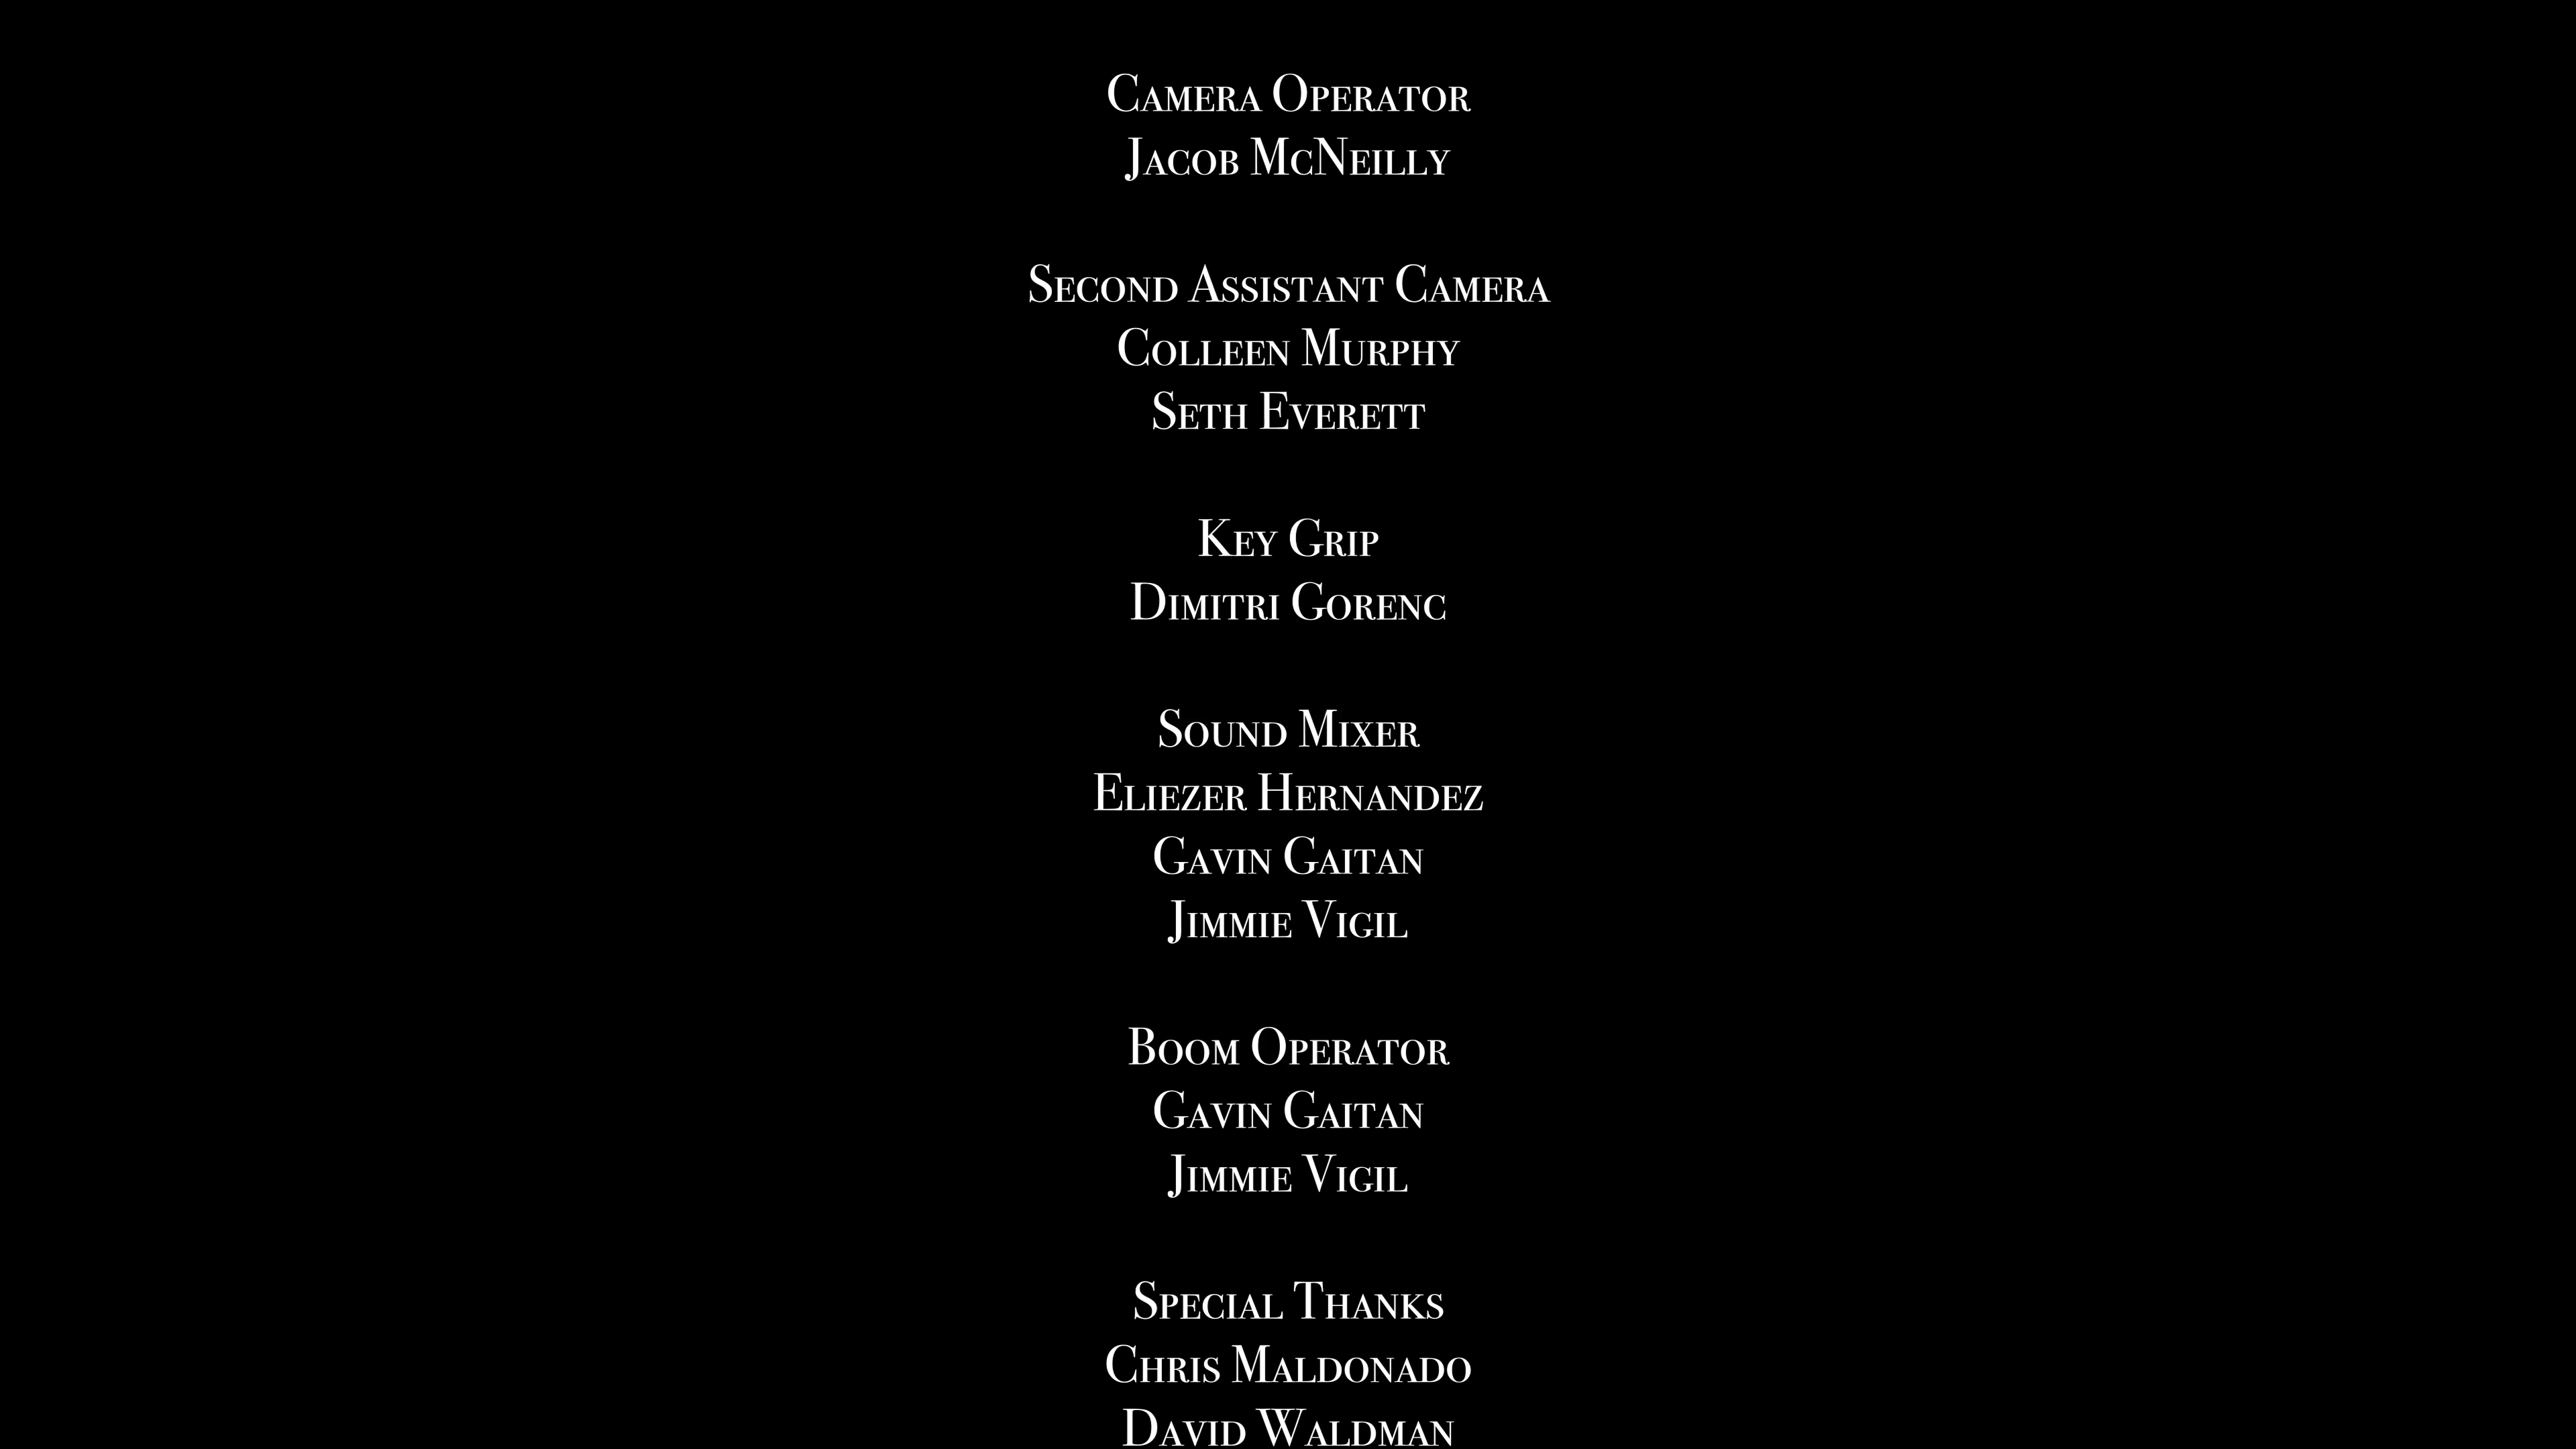 Camera Operator
Jacob McNeilly
Second Assistant Camera
Colleen Murphy
Seth Everett
Key Grip
Dimitri Gorenc
Sound Mixer
Eliezer Hernandez
Gavin Gaitan
Jimmie Vigil
Boom Operator
Gavin Gaitan
Jimmie Vigil
Special Thanks
Chris Maldonado
David Waldman